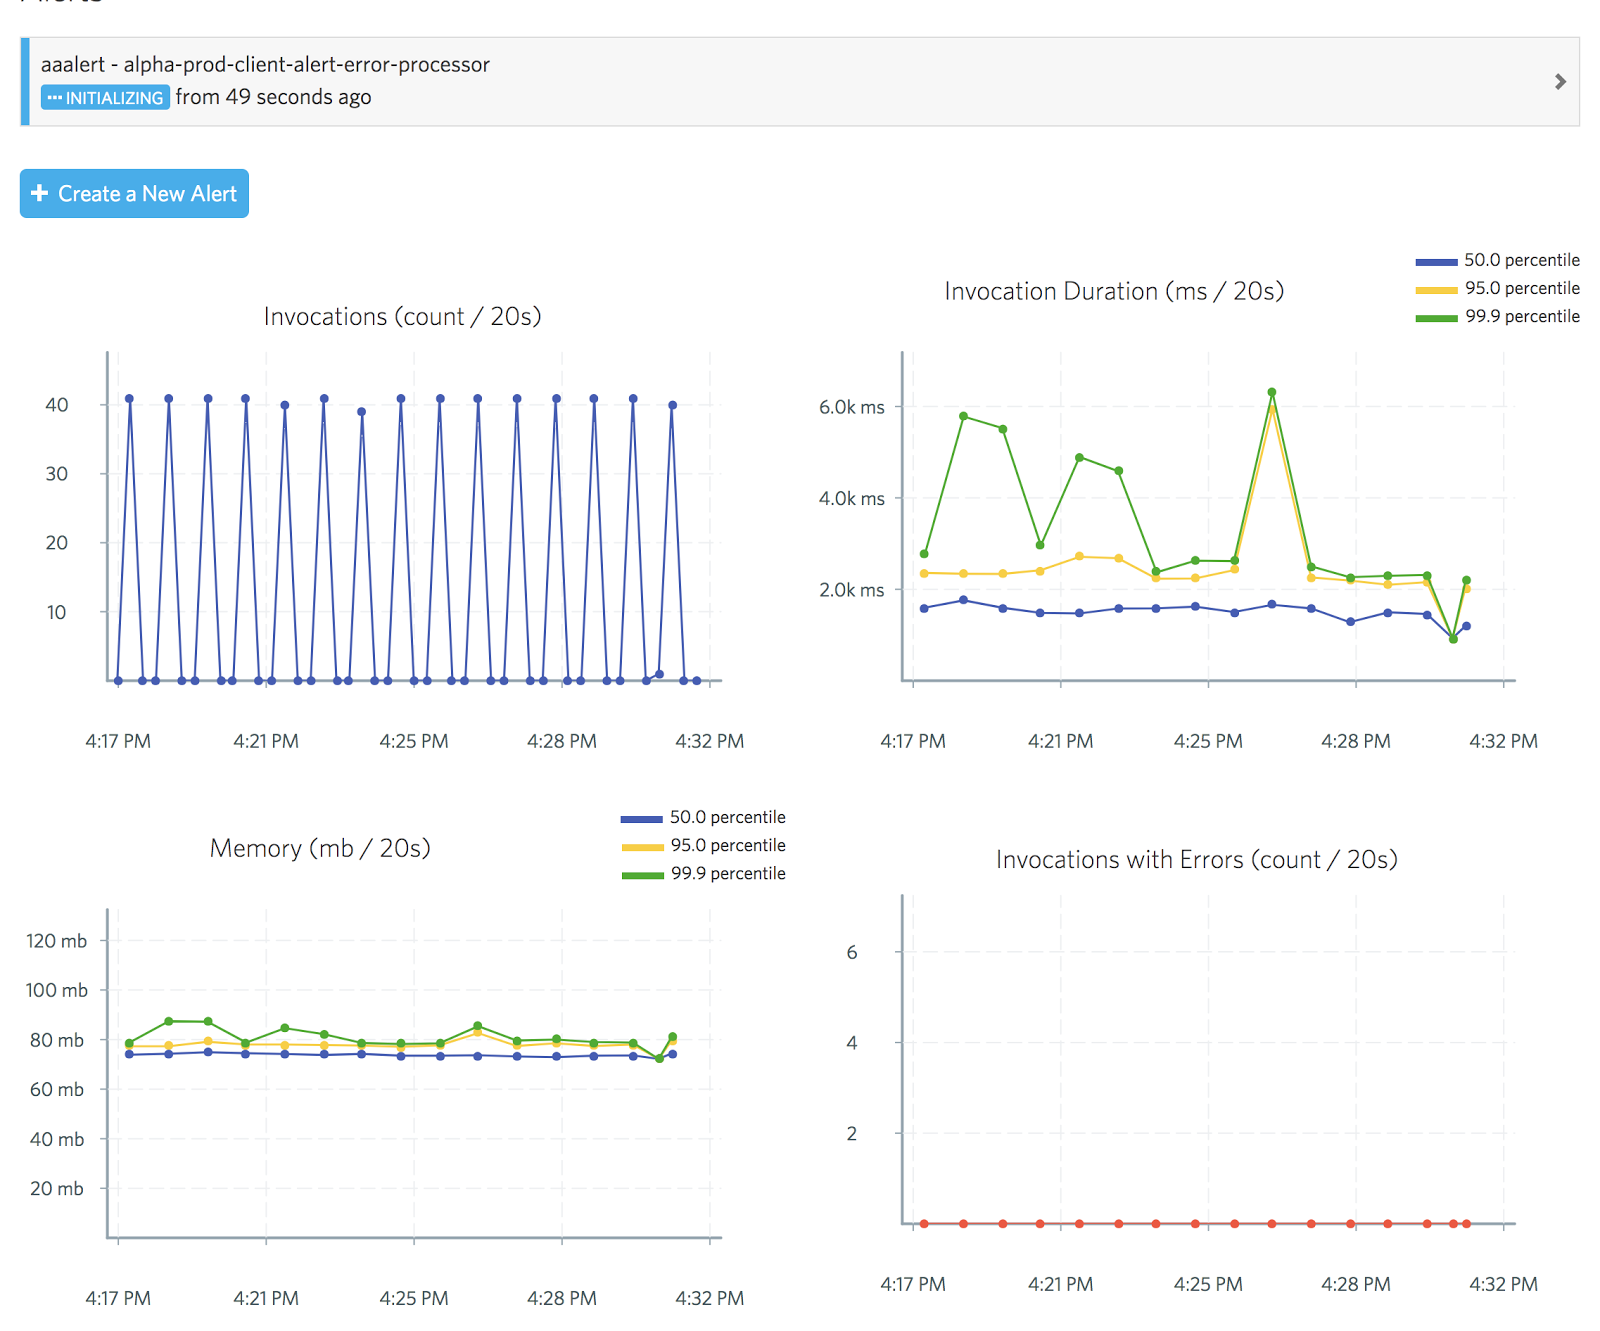 aaalert - alpha-prod-client-alert-error-processor
INITIALIZING from 49 seconds ago
+ Create a New Alert
Invocations (count / 20s)
40
30
20
10
4:17 PM 4:21 PM 4:25 PM 4:28 PM 4:32 PM
50.0 percentile
95.0 percentile
99.9 percentile
Invocation Duration (ms / 20s)
6.0k ms
4.0k ms
2.0k ms
4:17 PM 4:21 PM 4:25 PM 4:28 PM 4:32 PM
50.0 percentile
95.0 percentile
99.9 percentile
Memory (mb / 20s)
120 mb
100 mb
80 mb
60 mb
40 mb
20 mb
4:17 PM 4:21 PM 4:25 PM 4:28 PM 4:32 PM
Invocations with Errors (count / 20s)
6
4
2
4:17 PM 4:21 PM 4:25 PM 4:28 PM 4:32 PM